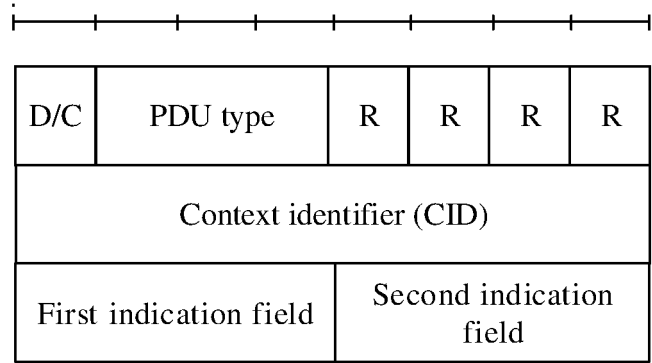 D/C PDU type R R R R
Context identifier (CID)
First indication field Second indication
field